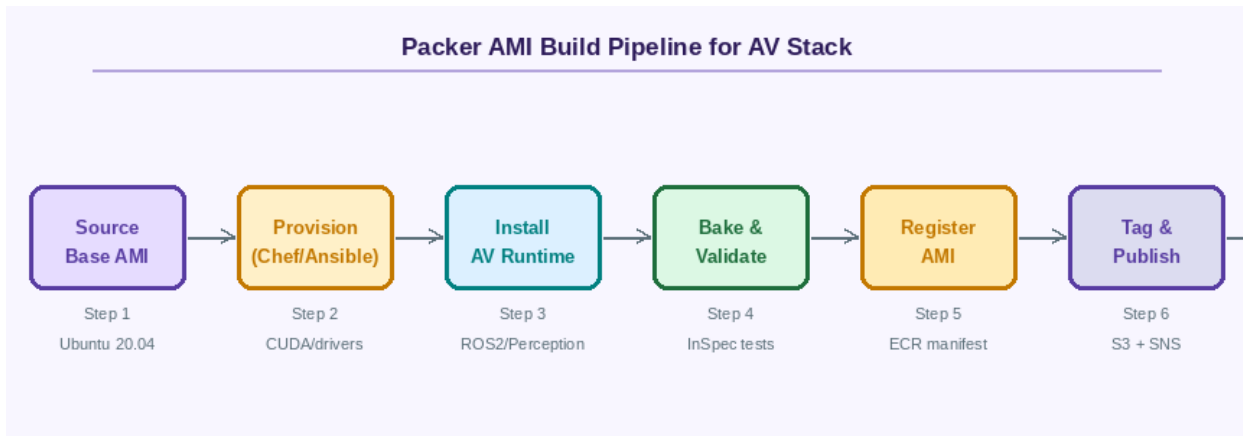 Packer AMI Build Pipeline for AV Stack
Source
Base AMI
Step 1
Ubuntu 20.04
Provision
(Chef/Ansible)
Step 2
CUDA/drivers
Install
AV Runtime
Step 3
ROS2/Perception
Bake &
Validate
Step 4
InSpec tests
Register
AMI
Step 5
ECR manifest
Tag &
Publish
Step 6
S3 + SNS